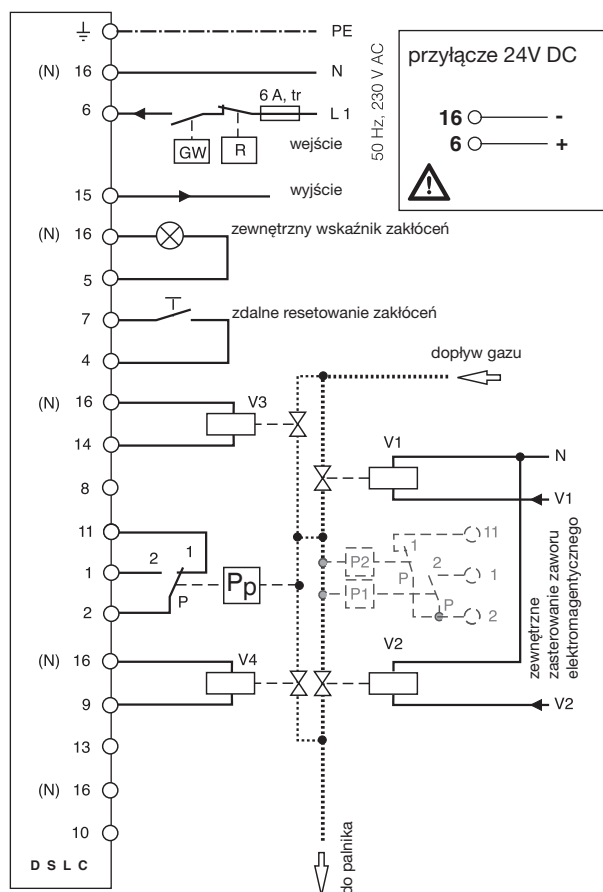 PE
(N) 16 N
6 6 A, tr L 1
GW R wejście
50 Hz, 230 V AC
przyłącze 24V DC
16 -
6 +
15 wyjście
(N) 16 zewnętrzny wskaźnik zakłóceń
5
7 zdalne resetowanie zakłóceń
4
dopływ gazu
(N) 16 V3
14
V1 N
8
V1
11
2 1
1
P Pp
2
P2 1 11
P 2 1
P1 P 2
zewnętrzne
zasterowanie zaworu
elektromagentycznego
(N) 16 V4
9
V2
V2
13
(N) 16
10
D S L C
do palnika